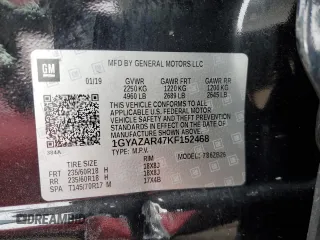 GM
MFD BY GENERAL MOTORS LLC
01/19 GVWR GAWR FRT GAWR RR
2250 KG 1220 KG 1200 KG
4960 LB 2689 LB 2645 LB
THIS VEHICLE CONFORMS TO ALL
APPLICABLE U.S. FEDERAL MOTOR
VEHICLE SAFETY AND THEFT
PREVENTION STANDARDS IN EFFECT
ON THE DATE OF MANUFACTURE
SHOWN ABOVE.
1GYAZAR47KF152468
TYPE: M.P.V. MODEL:
TIRE SIZE RIM
FRT 235/60R18 H 18X8J
RR 235/60R18 H 18X8J
SPA T145/70R17 M 17X4B